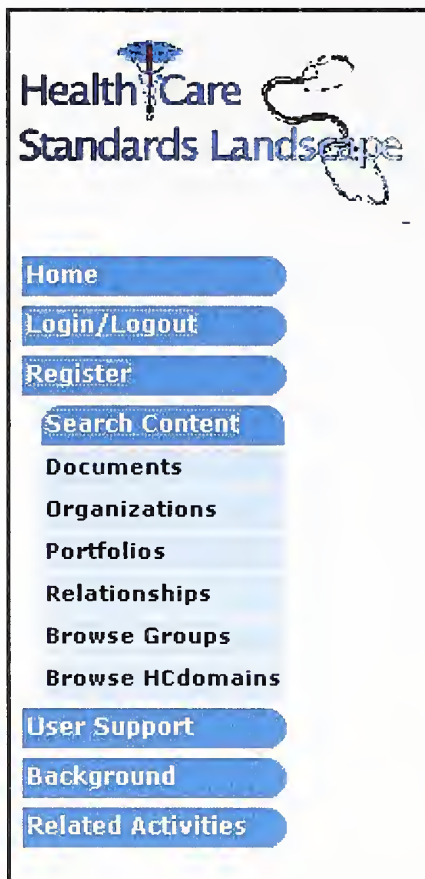 Health Care
Standards Landscape
Home
Login/Logout
Register
Search Content
Documents
Organizations
Portfolios
Relationships
Browse Groups
Browse HCdomains
User Support
Background
Related Activities